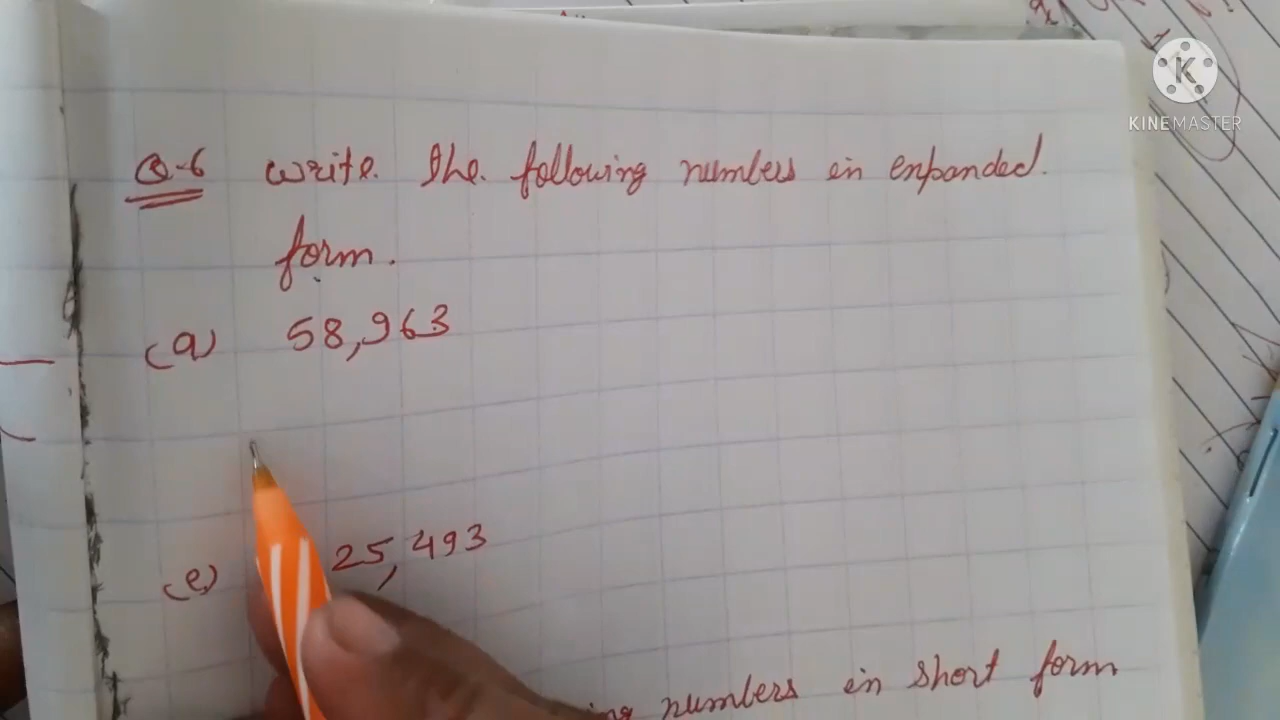 KINEMASTER
Q-6 write the following numbers in expanded
form.
(a) 58,963
(e) 25,493
numbers in short form